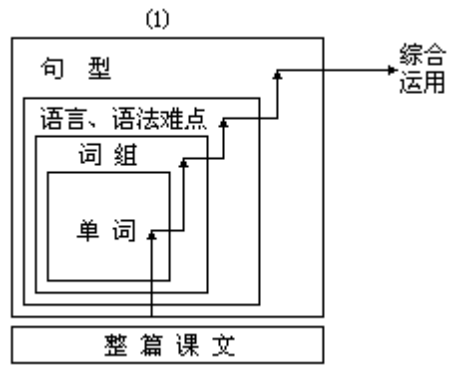 (1)
句 型
综合
运用
语言、语法难点
词 组
单 词
整 篇 课 文